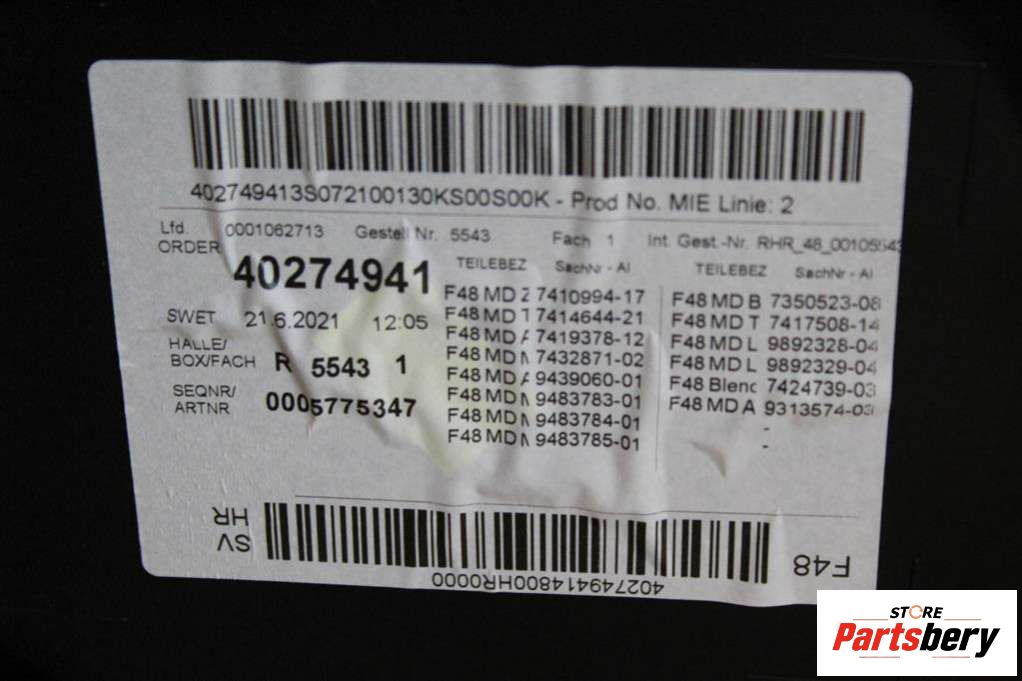 402749413S072100130KS00S00K - Prod No. MIE Linie: 2
Lfd. 0001062713 Gestell Nr. 5543 Fach 1 Int. Gest.-Nr. RHR_48_00105543
ORDER 40274941
SWET 21.6.2021 12:05
HALLE/
BOX/FACH R 5543 1
SEQNR/
ARTNR 0005775347
TEILEBEZ SachNr - AI
F48 MD Z 7410994-17
F48 MD T 7414644-21
F48 MD A 7419378-12
F48 MD M 7432871-02
F48 MD A 9439060-01
F48 MD M 9483783-01
F48 MD M 9483784-01
F48 MD M 9483785-01
TEILEBEZ SachNr - AI
F48 MD B 7350523-08
F48 MD T 7417508-14
F48 MD L 9892328-04
F48 MD L 9892329-04
F48 Blenc 7424739-03
F48 MD A 9313574-03
-
-
F48
SV
HR
402749414800HR0000
STORE
Partsbery